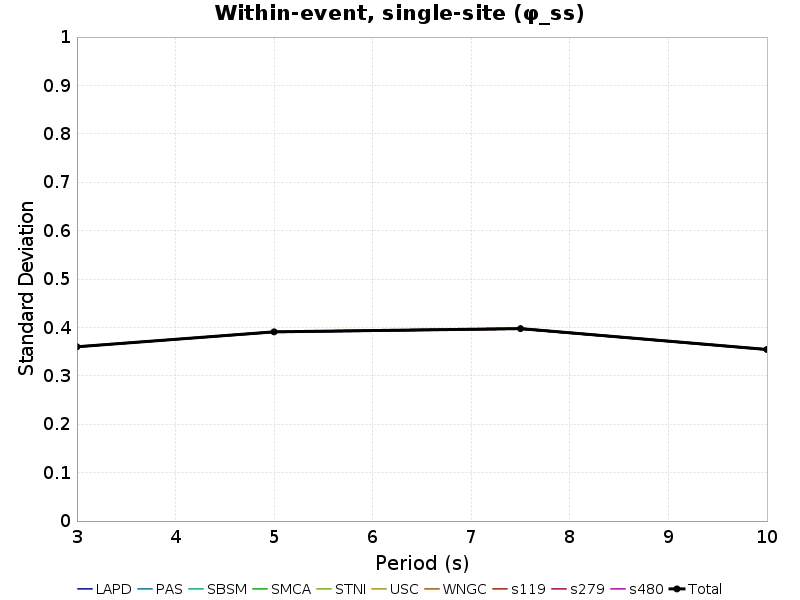 Within-event, single-site (φ_ss)
1
0.9
0.8
0.7
0.6
0.5
0.4
0.3
0.2
0.1
0
Standard Deviation
3 4 5 6 7 8 9 10
Period (s)
LAPD PAS SBSM SMCA STNI USC WNGC s119 s279 s480 Total